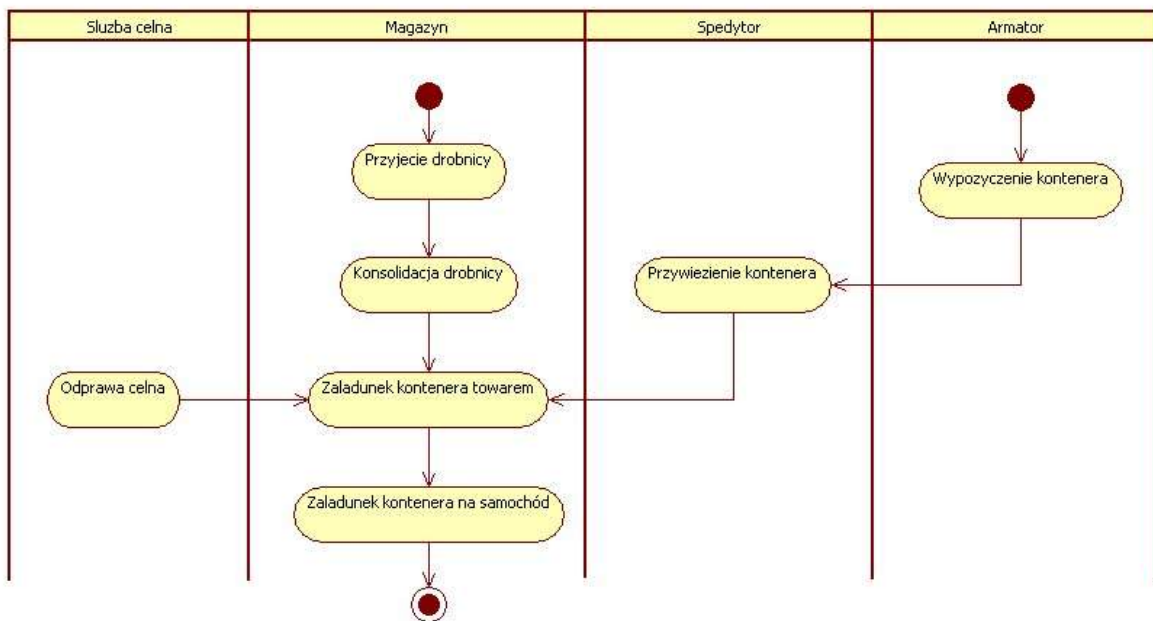 Sluzba celna
Magazyn
Spedytor
Armator
Przyjecie drobnicy
Wypozyczenie kontenera
Konsolidacja drobnicy
Przywiezienie kontenera
Odprawa celna
Zaladunek kontenera towarem
Zaladunek kontenera na samochód